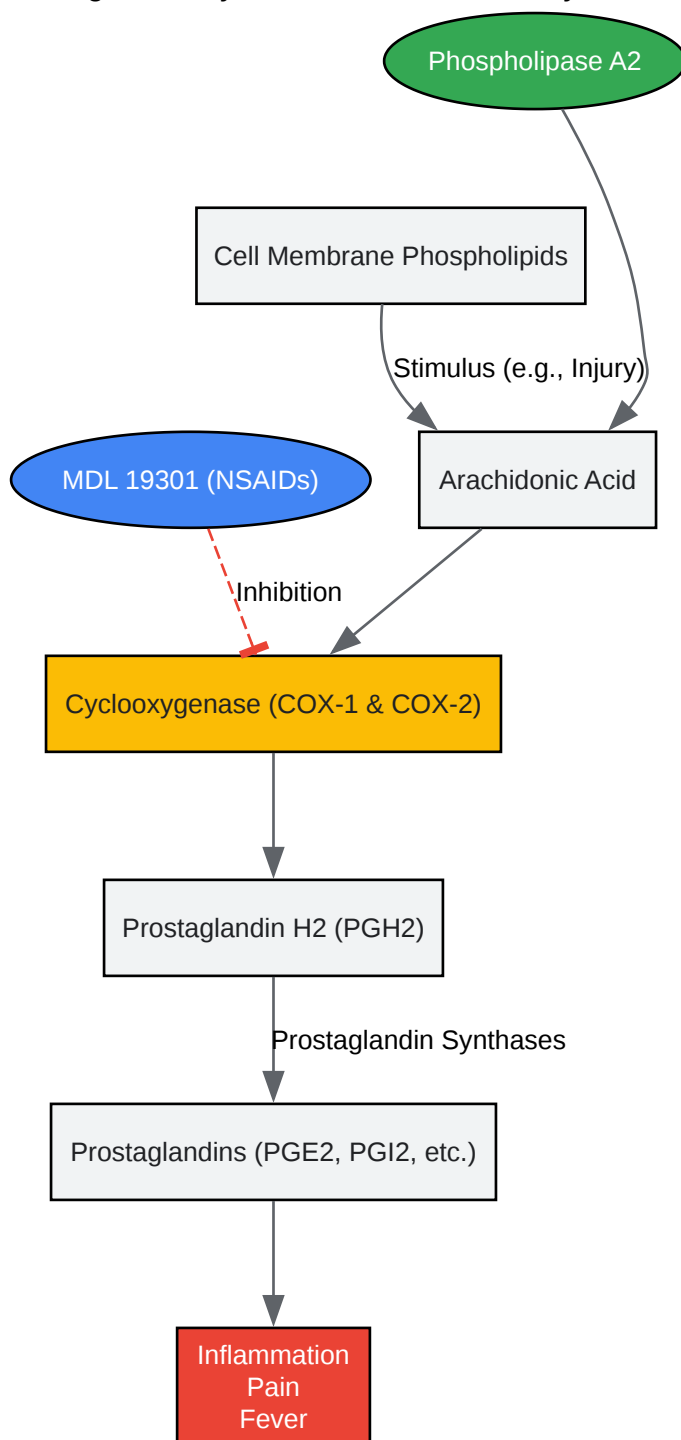 Phospholipase A2
Cell Membrane Phospholipids
Stimulus (e.g., Injury)
MDL 19301 (NSAIDs)
Arachidonic Acid
Inhibition
Cyclooxygenase (COX-1 & COX-2)
Prostaglandin H2 (PGH2)
Prostaglandin Synthases
Prostaglandins (PGE2, PGI2, etc.)
Inflammation
Pain
Fever